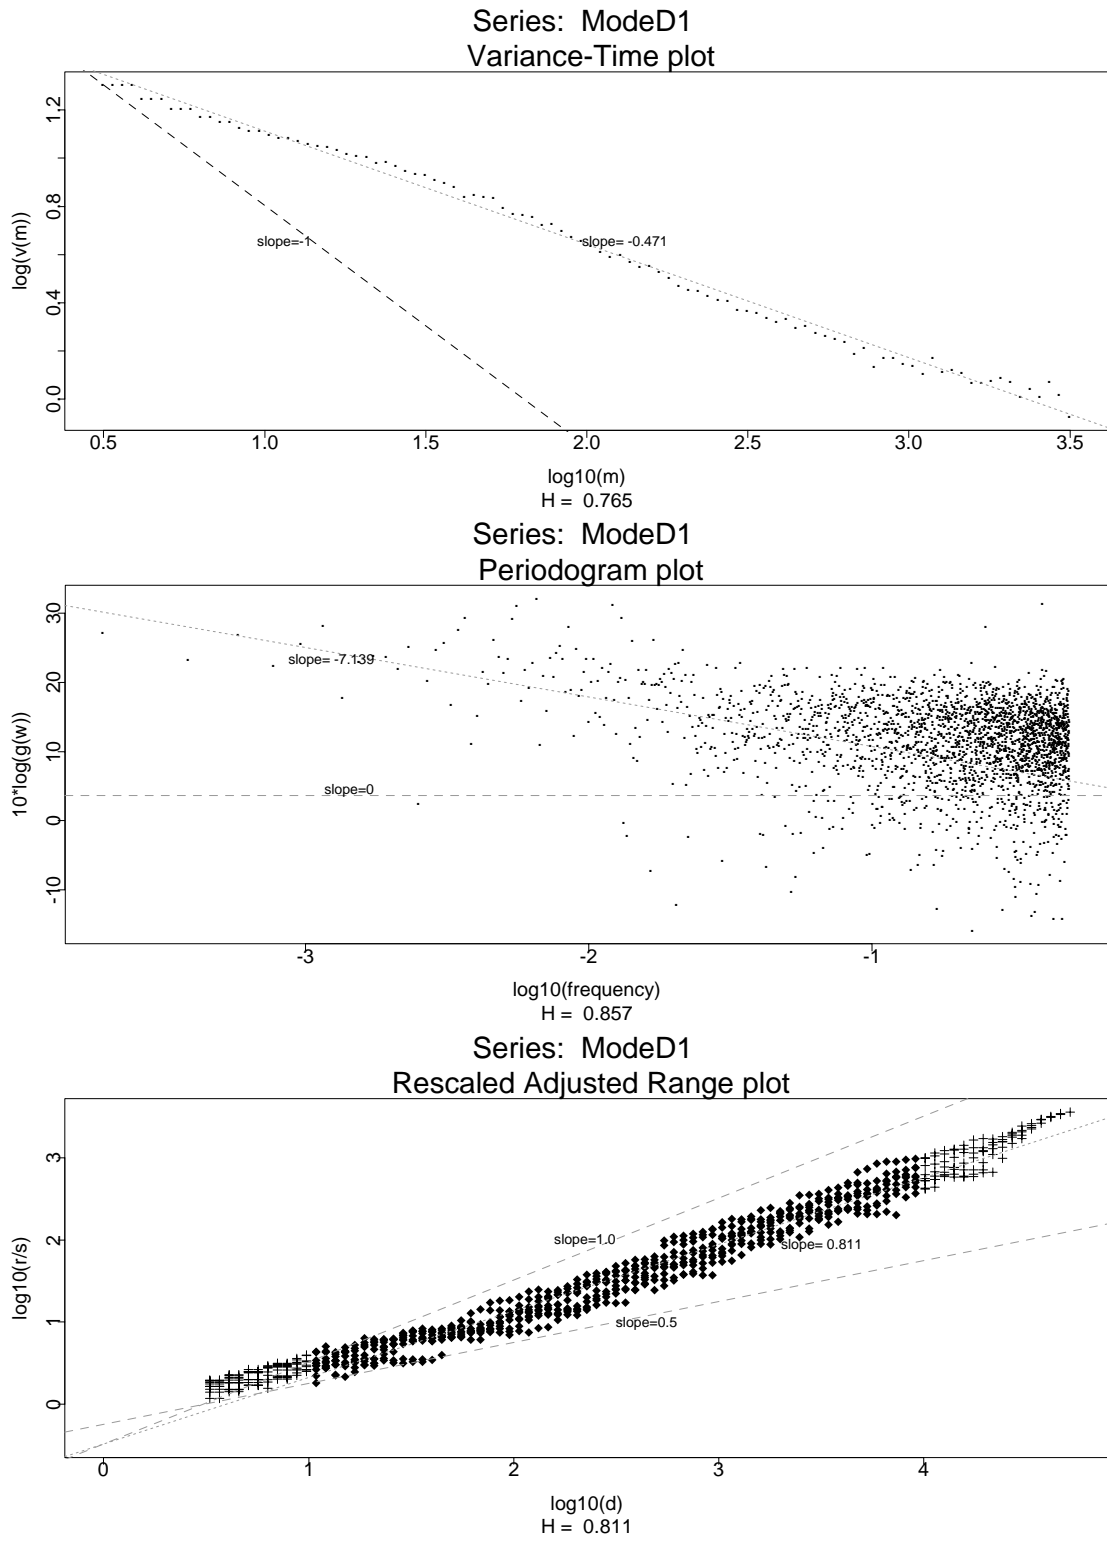 Series: ModeD1
Variance-Time plot
log(v(m))
1.2
0.8
0.4
0.0
slope=-1
slope= -0.471
0.5 1.0 1.5 2.0 2.5 3.0 3.5
log10(m)
H = 0.765
Series: ModeD1
Periodogram plot
10*log(g(w))
30
20
10
0
-10
slope= -7.139
slope=0
-3 -2 -1
log10(frequency)
H = 0.857
Series: ModeD1
Rescaled Adjusted Range plot
log10(r/s)
3
2
1
0
slope=1.0
slope= 0.811
slope=0.5
0 1 2 3 4
log10(d)
H = 0.811